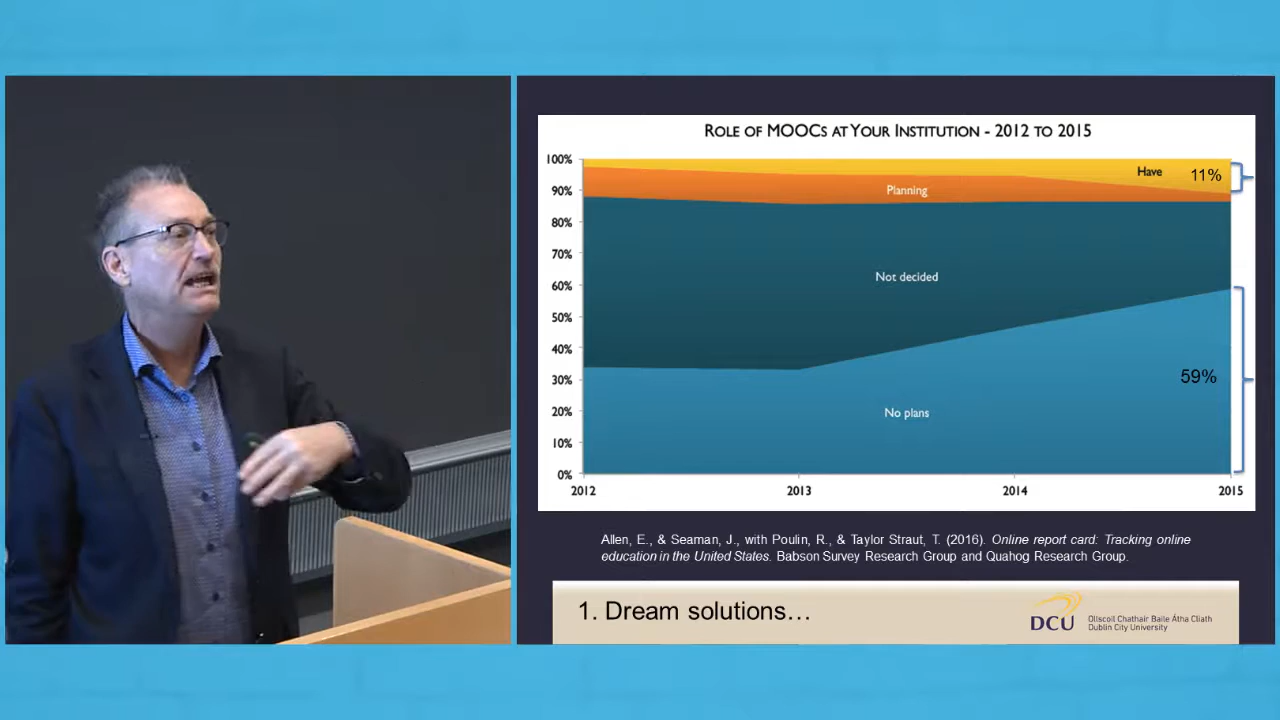 ROLE OF MOOCS AT YOUR INSTITUTION - 2012 TO 2015
100%
90%
80%
70%
60%
50%
40%
30%
20%
10%
0%
Have
11%
Planning
Not decided
59%
No plans
2012
2013
2014
2015
Allen, E., & Seaman, J., with Poulin, R., & Taylor Straut, T. (2016). Online report card: Tracking online
education in the United States. Babson Survey Research Group and Quahog Research Group.
1. Dream solutions…
DCU
Ollscoil Chathair Bhaile Átha Cliath
Dublin City University